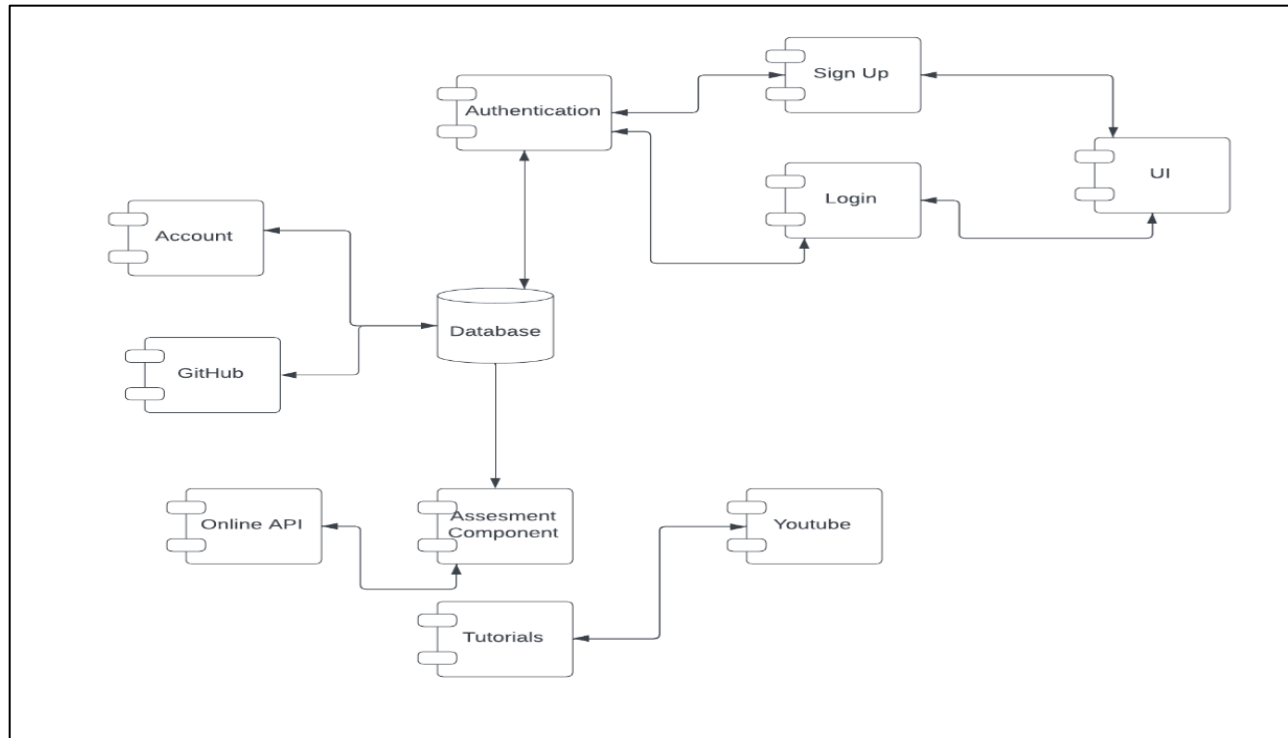 Sign Up
Authentication
UI
Login
Account
Database
GitHub
Online API
Assesment
Component
Youtube
Tutorials